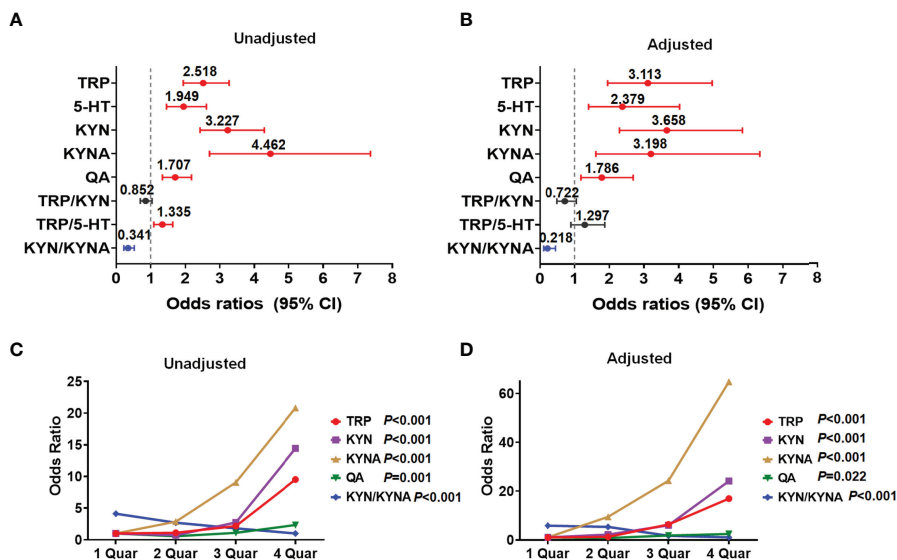 A
Unadjusted
TRP
5-HT
KYN
KYNA
QA
TRP/KYN
TRP/5-HT
KYN/KYNA
2.518
1.949
3.227
4.462
1.707
0.852
1.335
0.341
0 1 2 3 4 5 6 7 8
Odds ratios (95% CI)
B
Adjusted
TRP
5-HT
KYN
KYNA
QA
TRP/KYN
TRP/5-HT
KYN/KYNA
3.113
2.379
3.658
3.198
1.786
0.722
1.297
0.218
0 1 2 3 4 5 6 7 8
Odds ratios (95% CI)
C
Unadjusted
Odds Ratio
25
20
15
10
5
0
1 Quar 2 Quar 3 Quar 4 Quar
TRP P<0.001
KYN P<0.001
KYNA P<0.001
QA P=0.001
KYN/KYNA P<0.001
D
Adjusted
Odds Ratio
60
40
20
0
1 Quar 2 Quar 3 Quar 4 Quar
TRP P<0.001
KYN P<0.001
KYNA P<0.001
QA P=0.022
KYN/KYNA P<0.001